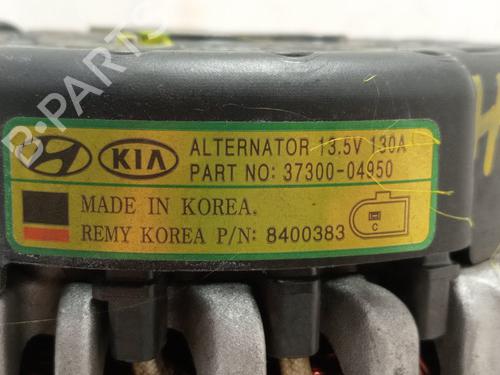 B-PARTS
KIA
ALTERNATOR 13.5V 130A
PART NO: 37300-04950
MADE IN KOREA.
REMY KOREA P/N: 8400383
C